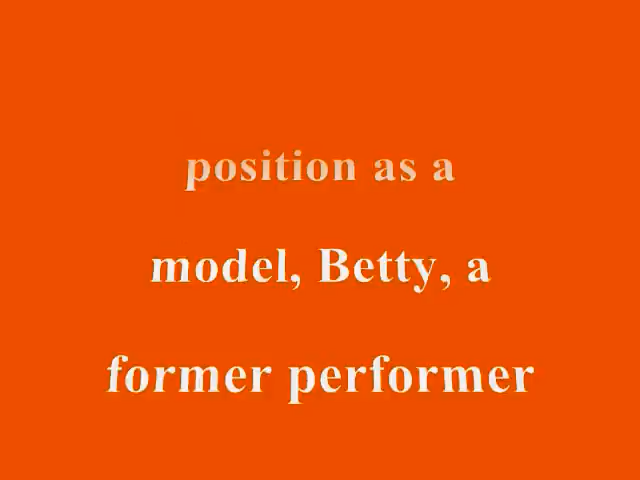 position as a
model, Betty, a
former performer